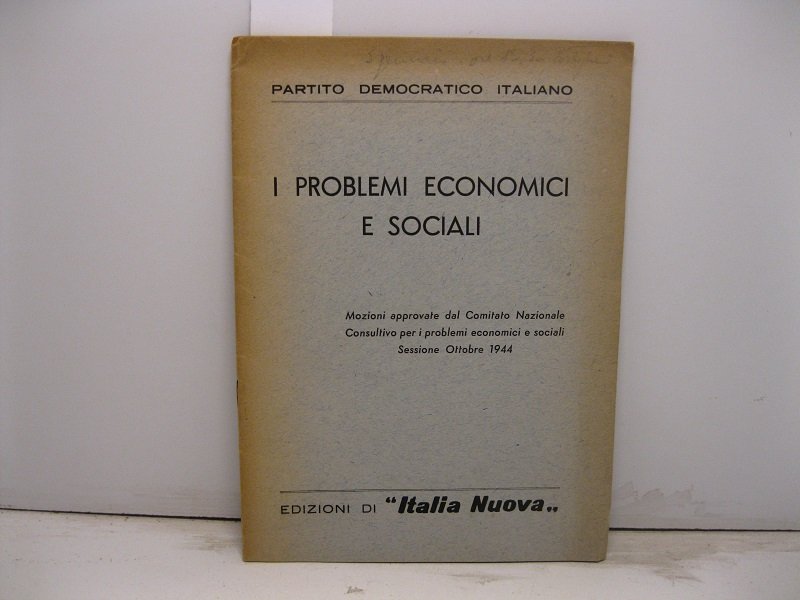 PARTITO DEMOCRATICO ITALIANO
I PROBLEMI ECONOMICI
E SOCIALI
Mozioni approvate dal Comitato Nazionale
Consultivo per i problemi economici e sociali
Sessione Ottobre 1944
EDIZIONI DI “Italia Nuova„